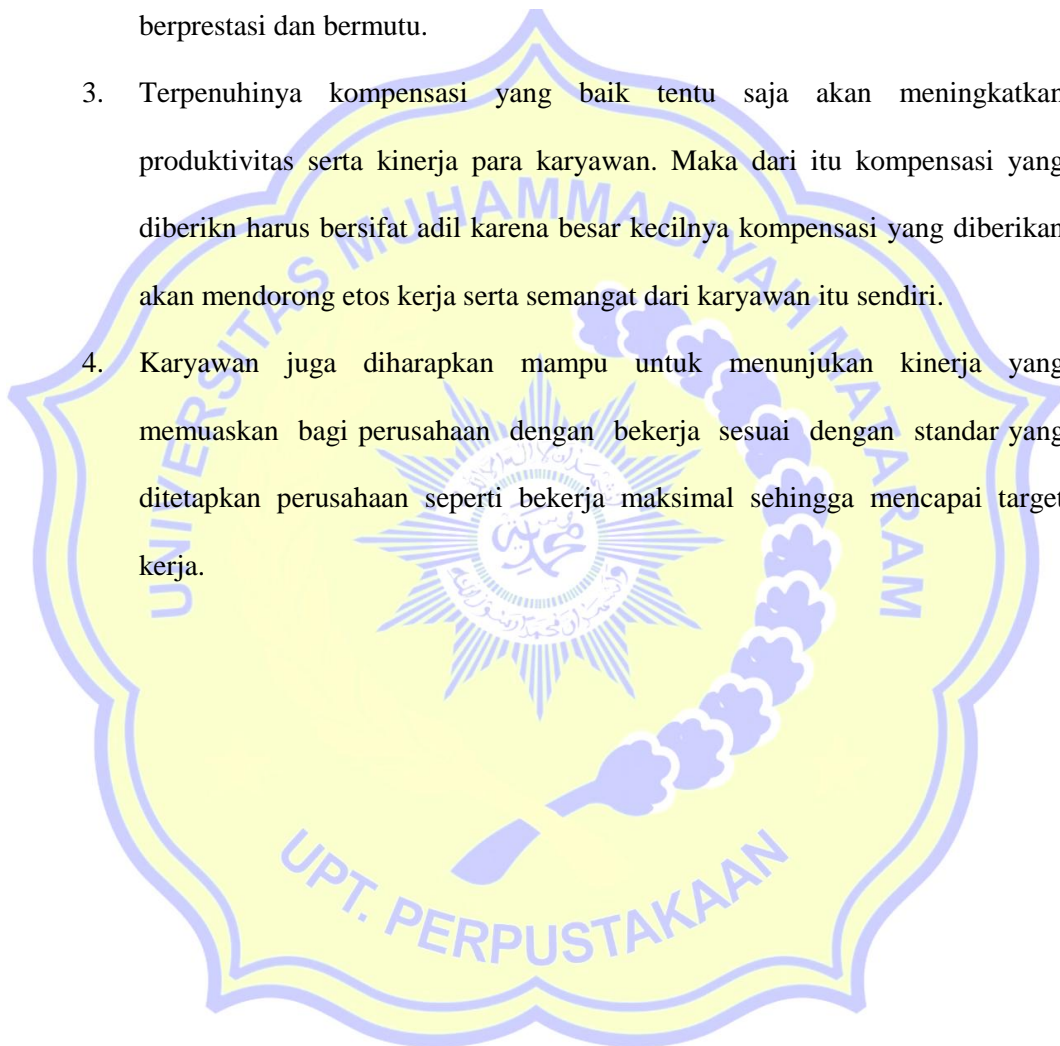 berprestasi dan bermutu.
3. Terpenuhinya kompensasi yang baik tentu saja akan meningkatkan
produktivitas serta kinerja para karyawan. Maka dari itu kompensasi yang
diberikn harus bersifat adil karena besar kecilnya kompensasi yang diberikan
akan mendorong etos kerja serta semangat dari karyawan itu sendiri.
4. Karyawan juga diharapkan mampu untuk menunjukan kinerja yang
memuaskan bagi perusahaan dengan bekerja sesuai dengan standar yang
ditetapkan perusahaan seperti bekerja maksimal sehingga mencapai target
kerja.
UNIVERSITAS MUHAMMADIYAH MATARAM
UPT. PERPUSTAKAAN